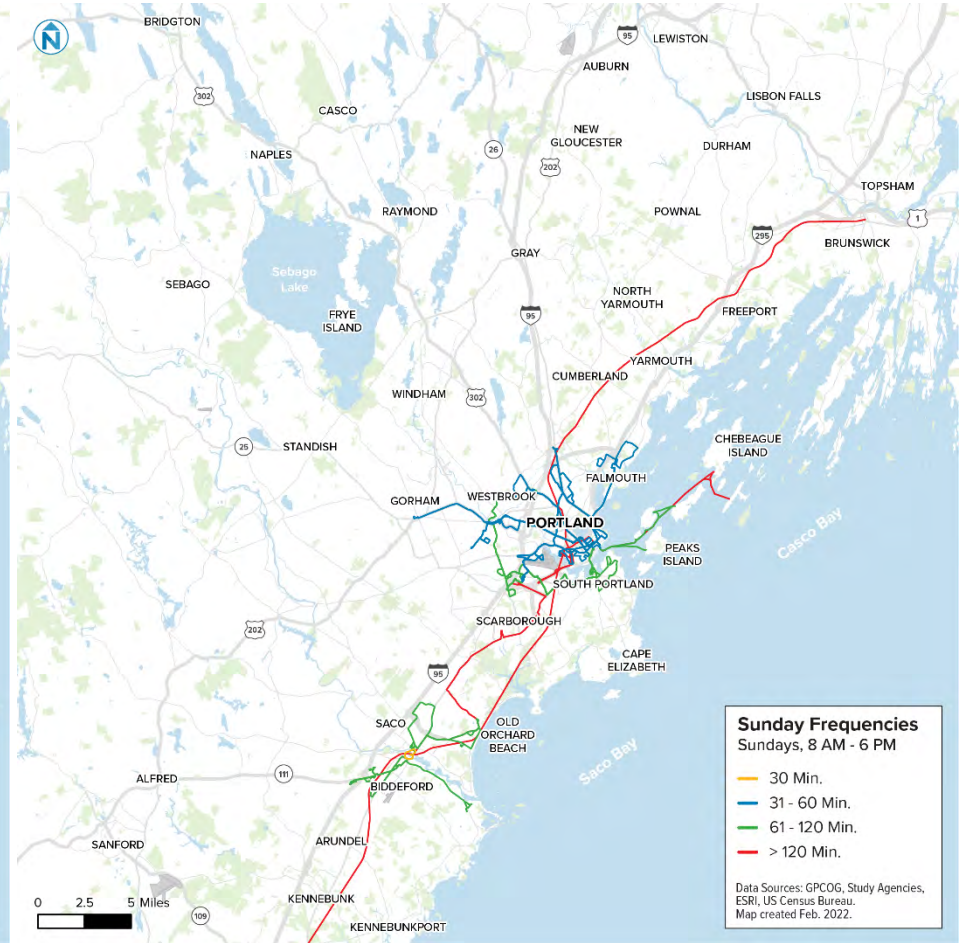 N
BRIDGTON
95
LEWISTON
AUBURN
302
LISBON FALLS
CASCO
NEW
GLOUCESTER
26
DURHAM
NAPLES
202
TOPSHAM
RAYMOND
POWNAL
1
295
BRUNSWICK
GRAY
Sebago
Lake
SEBAGO
NORTH
YARMOUTH
FREEPORT
FRYE
ISLAND
95
YARMOUTH
CUMBERLAND
WINDHAM
302
CHEBEAGUE
ISLAND
25
STANDISH
FALMOUTH
GORHAM
WESTBROOK
PORTLAND
Casco Bay
PEAKS
ISLAND
SOUTH PORTLAND
SCARBOROUGH
202
CAPE
ELIZABETH
95
SACO
OLD
ORCHARD
BEACH
Saco Bay
ALFRED
111
BIDDEFORD
SANFORD
ARUNDEL
KENNEBUNK
109
KENNEBUNKPORT
0 2.5 5 Miles
Sunday Frequencies
Sundays, 8 AM - 6 PM
30 Min.
31 - 60 Min.
61 - 120 Min.
> 120 Min.
Data Sources: GPCOG, Study Agencies,
ESRI, US Census Bureau.
Map created Feb. 2022.